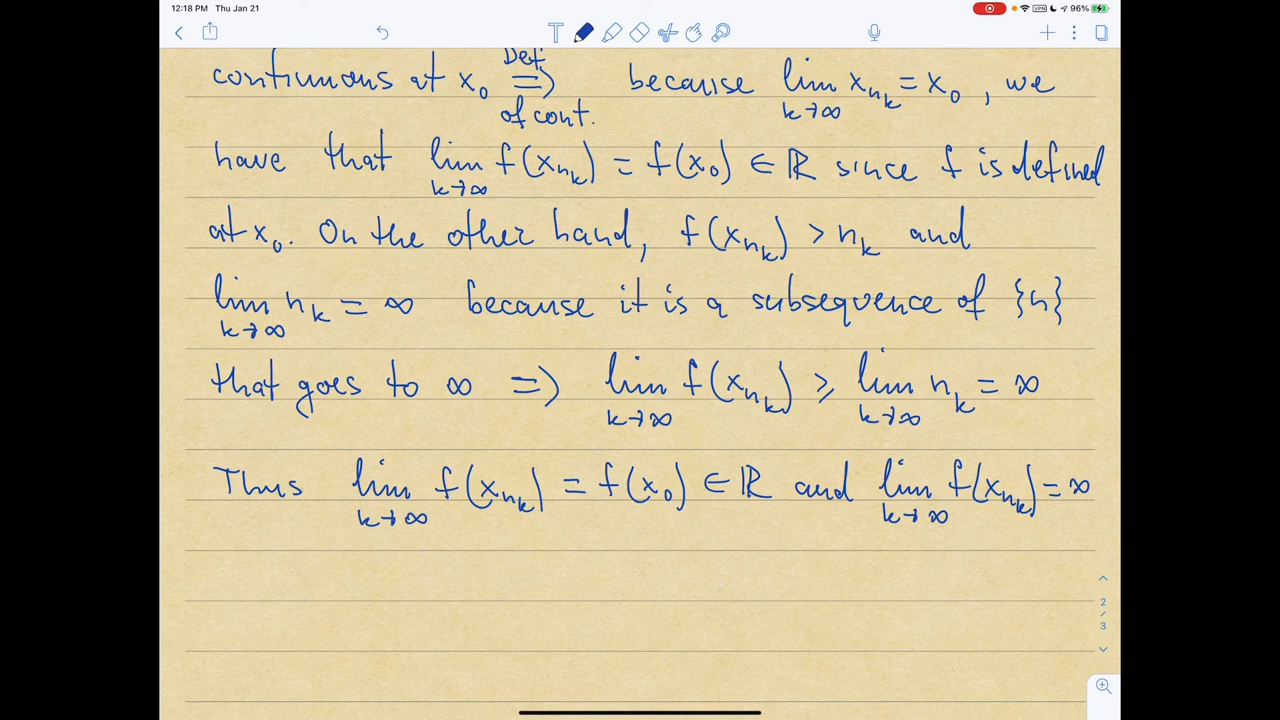 12:18 PM Thu Jan 21
VPN 96%
continuous at x₀ Def of cont. ⟹ because lim_{k→∞} x_{n_k} = x₀, we
have that lim_{k→∞} f(x_{n_k}) = f(x₀) ∈ ℝ since f is defined
at x₀. On the other hand, f(x_{n_k}) > n_k and
lim_{k→∞} n_k = ∞ because it is a subsequence of {n}
that goes to ∞ ⟹ lim_{k→∞} f(x_{n_k}) ⩾ lim_{k→∞} n_k = ∞
Thus lim_{k→∞} f(x_{n_k}) = f(x₀) ∈ ℝ and lim_{k→∞} f(x_{n_k}) = ∞
2
/
3